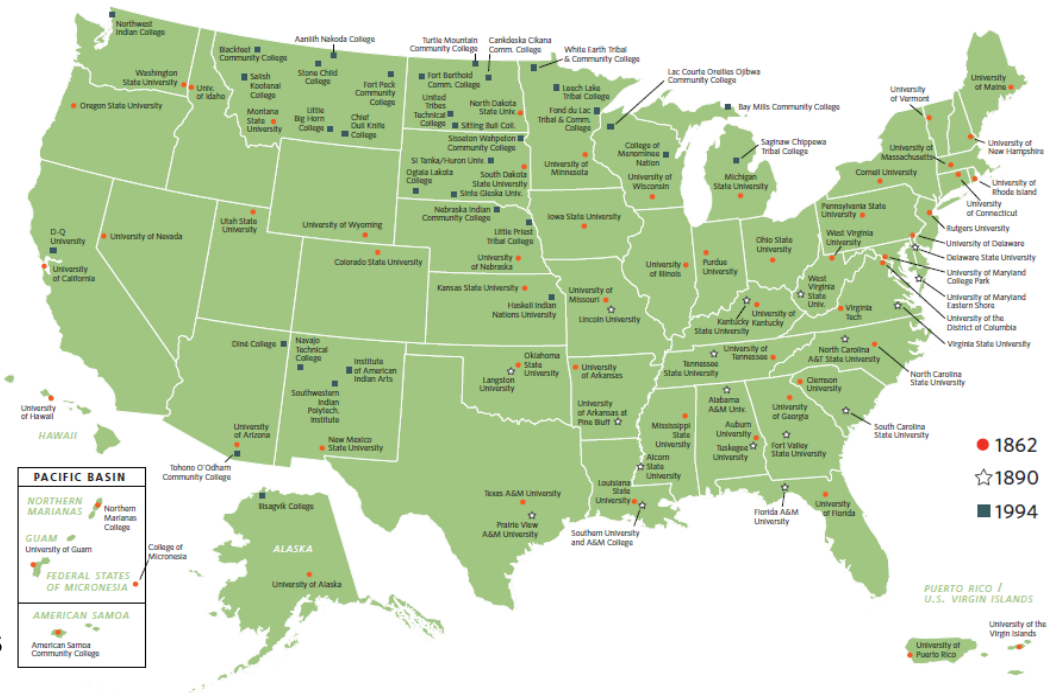 Northwest
Indian College
Washington
State University
Univ.
of Idaho
Oregon State University
Blackfeet
Community College
Salish
Kootenai
College
Montana
State
University
Aaniiih Nakoda College
Stone Child
College
Fort Peck
Community
College
Little
Big Horn
College
Chief
Dull Knife
College
Turtle Mountain
Community College
Cankdeska Cikana
Comm. College
Fort Berthold
Comm. College
United
Tribes
Technical
College
North Dakota
State Univ.
Sitting Bull Coll.
White Earth Tribal
& Community College
Leech Lake
Tribal College
Fond du Lac
Tribal & Comm.
College
Lac Courte Oreilles Ojibwa
Community College
Bay Mills Community College
Saginaw Chippewa
Tribal College
Michigan
State University
College of
Menominee
Nation
University of
Wisconsin
University of
Minnesota
Sisseton Wahpeton
Community College
Si Tanka/Huron Univ.
Oglala Lakota
College
South Dakota
State University
Sinte Gleska Univ.
Nebraska Indian
Community College
Little Priest
Tribal College
University of
Nebraska
Iowa State University
D-Q
University
University of Nevada
University
of California
Utah State
University
University of Wyoming
Colorado State University
Kansas State University
Haskell Indian
Nations University
University of
Missouri
Lincoln University
University
of Illinois
Purdue
University
Ohio State
University
University
of Maine
University
of Vermont
University of
New Hampshire
University of
Massachusetts
Cornell University
University of
Rhode Island
University
of Connecticut
Pennsylvania State
University
Rutgers University
West Virginia
University
University of Delaware
Delaware State University
University of Maryland
College Park
University of Maryland
Eastern Shore
University of the
District of Columbia
Virginia State University
West
Virginia
State
Univ.
Virginia
Tech
Kentucky
State University
University of
Kentucky
Tennessee
State University
University of
Tennessee
North Carolina
A&T State University
North Carolina
State University
Clemson
University
South Carolina
State University
University
of Georgia
Fort Valley
State University
Alabama
A&M Univ.
Auburn
University
Tuskegee
University
Mississippi
State
University
Alcorn
State
University
Florida A&M
University
University
of Florida
Louisiana
State
University
Southern University
and A&M College
University
of Arkansas
University
of Arkansas at
Pine Bluff
Oklahoma
State
University
Langston
University
Texas A&M University
Prairie View
A&M University
Diné College
Navajo
Technical
College
Institute
of American
Indian Arts
Southwestern
Indian
Polytech.
Institute
New Mexico
State University
University
of Arizona
Tohono O'Odham
Community College
University
of Hawaii
HAWAII
Ilisagvik College
ALASKA
University of Alaska
PACIFIC BASIN
NORTHERN
MARIANAS
Northern
Marianas
College
GUAM
University of Guam
College of
Micronesia
FEDERAL STATES
OF MICRONESIA
AMERICAN SAMOA
American Samoa
Community College
1862
1890
1994
PUERTO RICO /
U.S. VIRGIN ISLANDS
University of the
Virgin Islands
University of
Puerto Rico